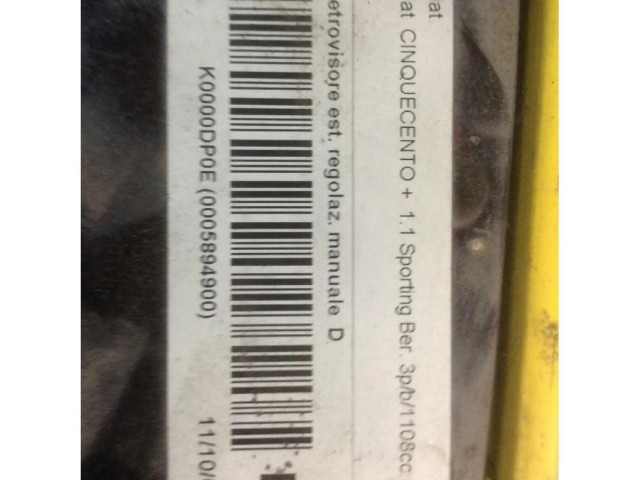 at
at CINQUECENTO + 1.1 Sporting Ber. 3p/b/1108cc
etrovisore est. regolaz. manuale D
K0000DP0E (0005894900)
11/10/